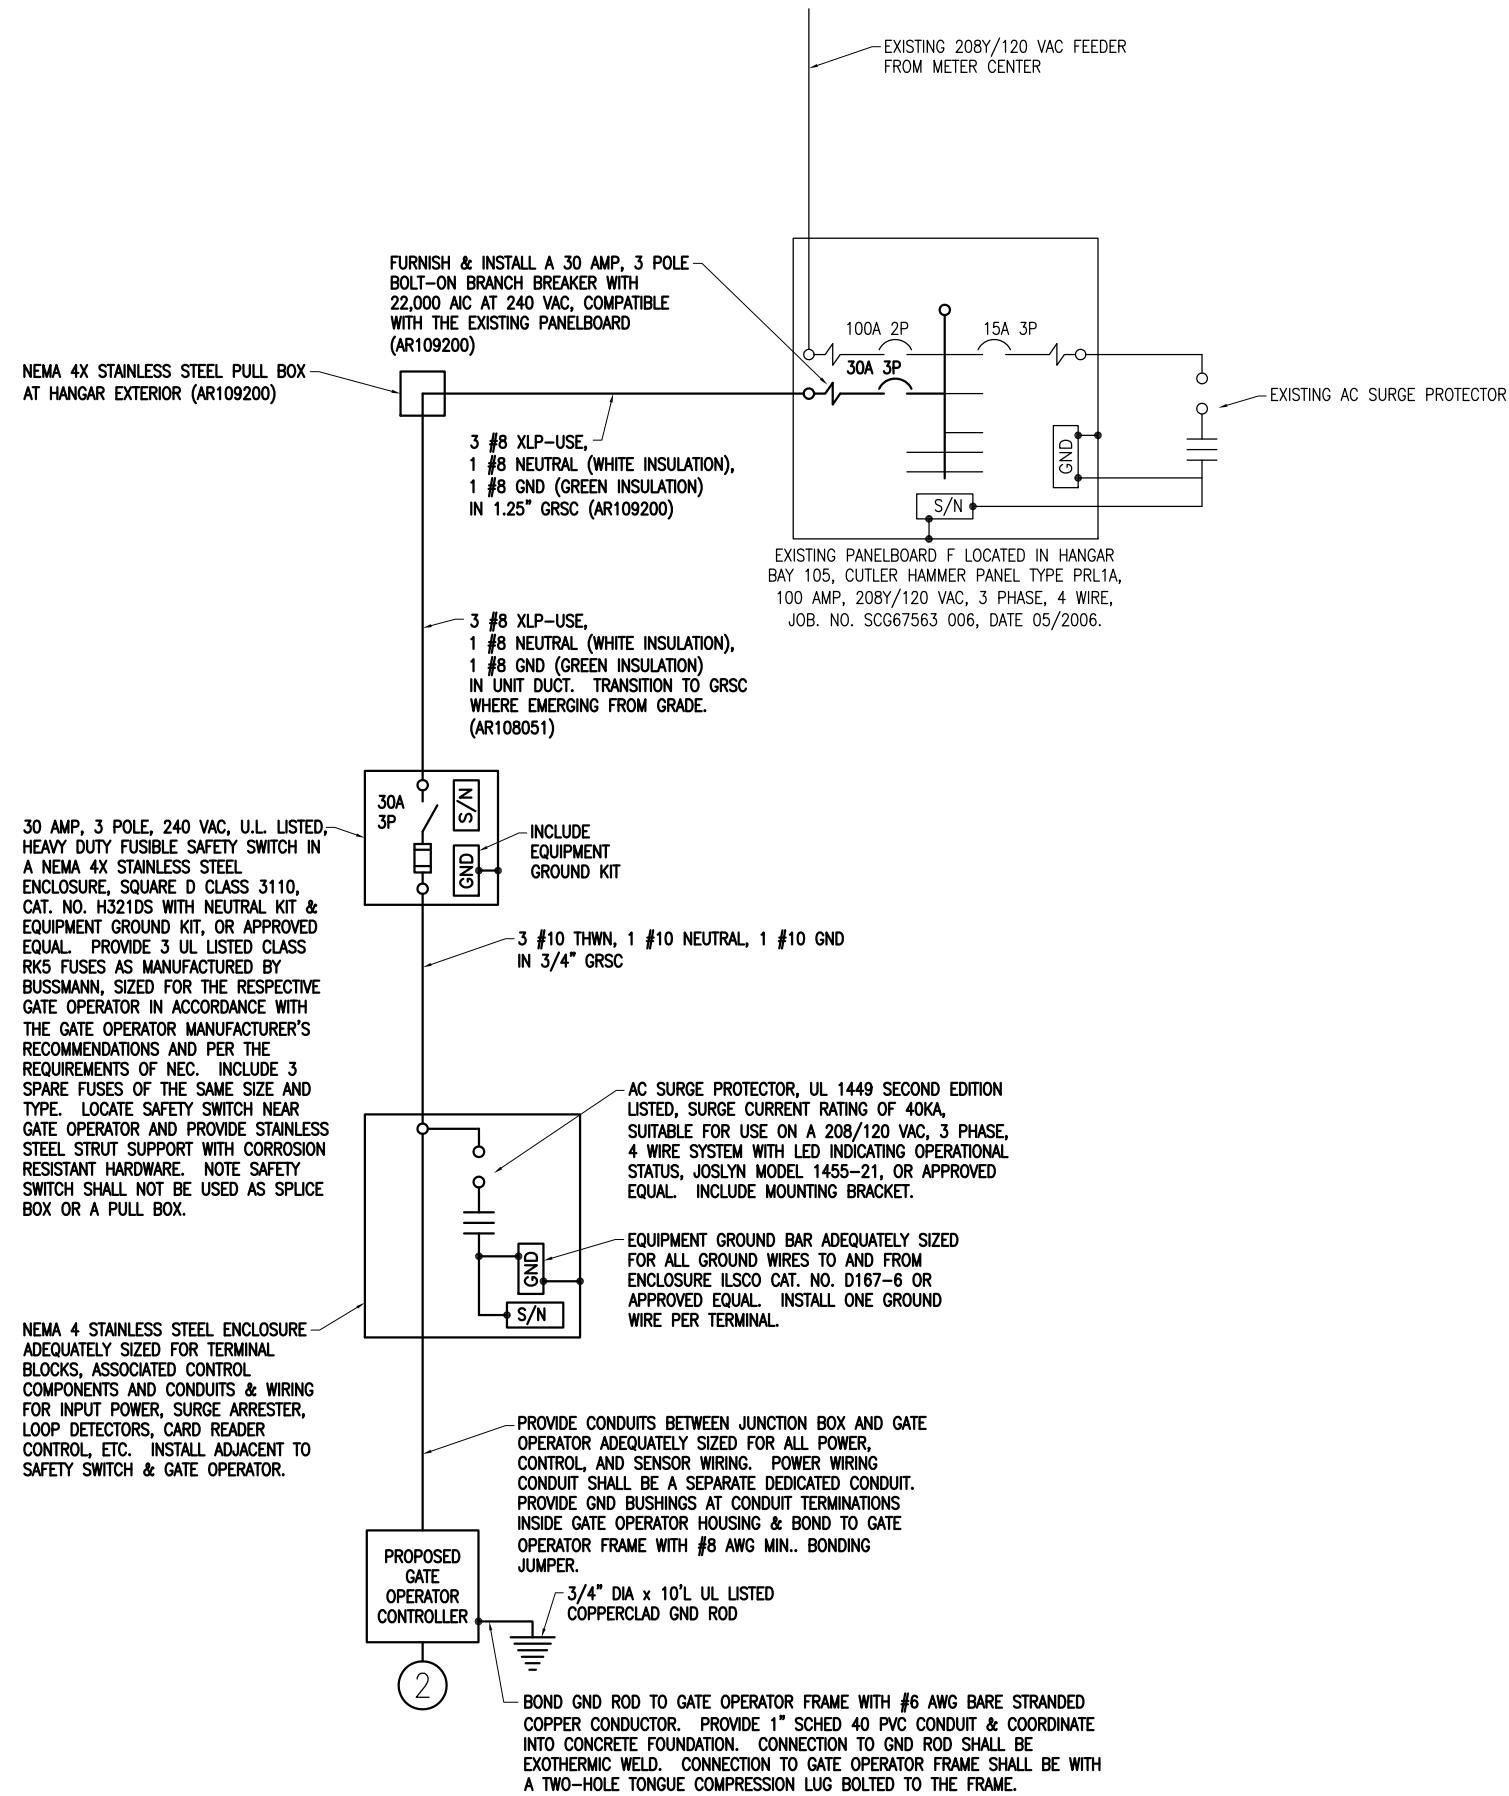 EXISTING 208Y/120 VAC FEEDER
FROM METER CENTER
FURNISH & INSTALL A 30 AMP, 3 POLE
BOLT-ON BRANCH BREAKER WITH
22,000 AIC AT 240 VAC, COMPATIBLE
WITH THE EXISTING PANELBOARD
(AR109200)
100A 2P
15A 3P
30A 3P
NEMA 4X STAINLESS STEEL PULL BOX
AT HANGAR EXTERIOR (AR109200)
EXISTING AC SURGE PROTECTOR
3 #8 XLP-USE,
1 #8 NEUTRAL (WHITE INSULATION),
1 #8 GND (GREEN INSULATION)
IN 1.25" GRSC (AR109200)
GND
S/N
EXISTING PANELBOARD F LOCATED IN HANGAR
BAY 105, CUTLER HAMMER PANEL TYPE PRL1A,
100 AMP, 208Y/120 VAC, 3 PHASE, 4 WIRE,
JOB. NO. SCG67563 006, DATE 05/2006.
3 #8 XLP-USE,
1 #8 NEUTRAL (WHITE INSULATION),
1 #8 GND (GREEN INSULATION)
IN UNIT DUCT. TRANSITION TO GRSC
WHERE EMERGING FROM GRADE.
(AR108051)
30A
3P
S/N
GND
INCLUDE
EQUIPMENT
GROUND KIT
30 AMP, 3 POLE, 240 VAC, U.L. LISTED,
HEAVY DUTY FUSIBLE SAFETY SWITCH IN
A NEMA 4X STAINLESS STEEL
ENCLOSURE, SQUARE D CLASS 3110,
CAT. NO. H321DS WITH NEUTRAL KIT &
EQUIPMENT GROUND KIT, OR APPROVED
EQUAL. PROVIDE 3 UL LISTED CLASS
RK5 FUSES AS MANUFACTURED BY
BUSSMANN, SIZED FOR THE RESPECTIVE
GATE OPERATOR IN ACCORDANCE WITH
THE GATE OPERATOR MANUFACTURER'S
RECOMMENDATIONS AND PER THE
REQUIREMENTS OF NEC. INCLUDE 3
SPARE FUSES OF THE SAME SIZE AND
TYPE. LOCATE SAFETY SWITCH NEAR
GATE OPERATOR AND PROVIDE STAINLESS
STEEL STRUT SUPPORT WITH CORROSION
RESISTANT HARDWARE. NOTE SAFETY
SWITCH SHALL NOT BE USED AS SPLICE
BOX OR A PULL BOX.
3 #10 THWN, 1 #10 NEUTRAL, 1 #10 GND
IN 3/4" GRSC
AC SURGE PROTECTOR, UL 1449 SECOND EDITION
LISTED, SURGE CURRENT RATING OF 40KA,
SUITABLE FOR USE ON A 208/120 VAC, 3 PHASE,
4 WIRE SYSTEM WITH LED INDICATING OPERATIONAL
STATUS, JOSLYN MODEL 1455-21, OR APPROVED
EQUAL. INCLUDE MOUNTING BRACKET.
EQUIPMENT GROUND BAR ADEQUATELY SIZED
FOR ALL GROUND WIRES TO AND FROM
ENCLOSURE ILSCO CAT. NO. D167-6 OR
APPROVED EQUAL. INSTALL ONE GROUND
WIRE PER TERMINAL.
GND
S/N
NEMA 4 STAINLESS STEEL ENCLOSURE
ADEQUATELY SIZED FOR TERMINAL
BLOCKS, ASSOCIATED CONTROL
COMPONENTS AND CONDUITS & WIRING
FOR INPUT POWER, SURGE ARRESTER,
LOOP DETECTORS, CARD READER
CONTROL, ETC. INSTALL ADJACENT TO
SAFETY SWITCH & GATE OPERATOR.
PROVIDE CONDUITS BETWEEN JUNCTION BOX AND GATE
OPERATOR ADEQUATELY SIZED FOR ALL POWER,
CONTROL, AND SENSOR WIRING. POWER WIRING
CONDUIT SHALL BE A SEPARATE DEDICATED CONDUIT.
PROVIDE GND BUSHINGS AT CONDUIT TERMINATIONS
INSIDE GATE OPERATOR HOUSING & BOND TO GATE
OPERATOR FRAME WITH #8 AWG MIN.. BONDING
JUMPER.
PROPOSED
GATE
OPERATOR
CONTROLLER
3/4" DIA x 10'L UL LISTED
COPPERCLAD GND ROD
2
BOND GND ROD TO GATE OPERATOR FRAME WITH #6 AWG BARE STRANDED
COPPER CONDUCTOR. PROVIDE 1" SCHED 40 PVC CONDUIT & COORDINATE
INTO CONCRETE FOUNDATION. CONNECTION TO GND ROD SHALL BE
EXOTHERMIC WELD. CONNECTION TO GATE OPERATOR FRAME SHALL BE WITH
A TWO-HOLE TONGUE COMPRESSION LUG BOLTED TO THE FRAME.